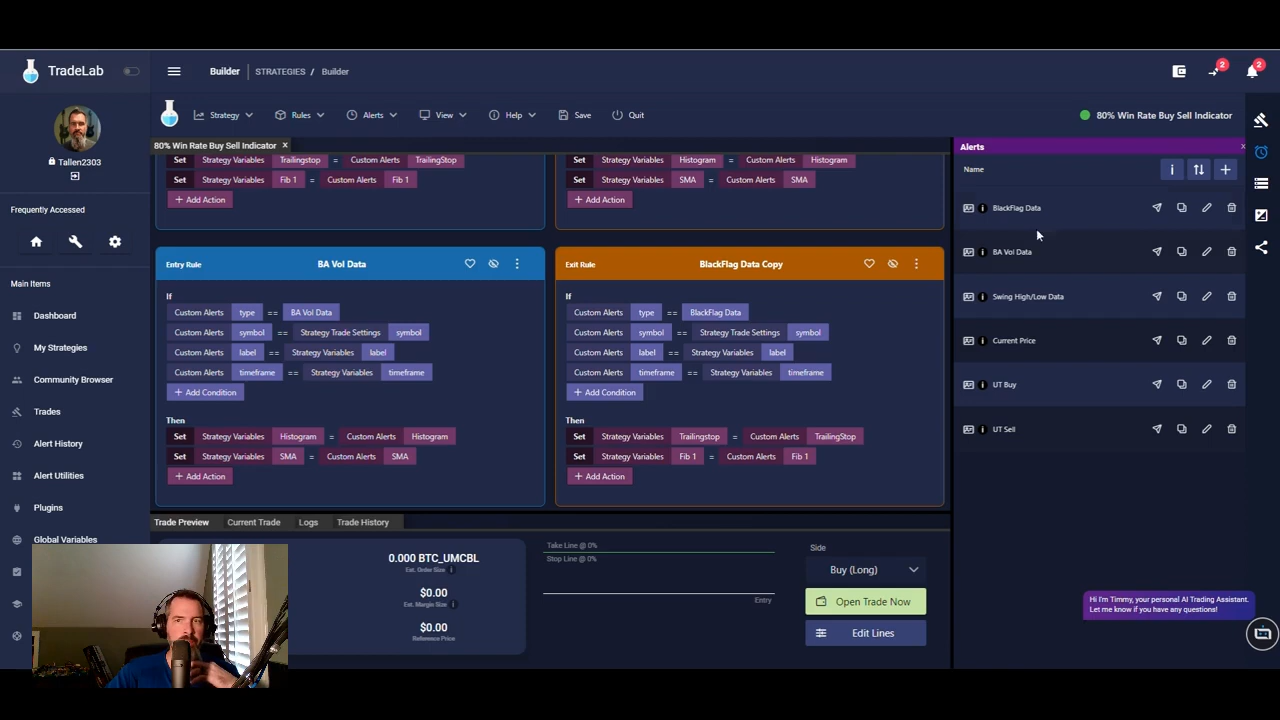 TradeLab
Builder STRATEGIES / Builder
2
2
Tallen2303
Frequently Accessed
Main Items
Dashboard
My Strategies
Community Browser
Trades
Alert History
Alert Utilities
Plugins
Global Variables
Strategy Rules Alerts View Help Save Quit
80% Win Rate Buy Sell Indicator
80% Win Rate Buy Sell Indicator ×
Set Strategy Variables Trailingstop = Custom Alerts TrailingStop
Set Strategy Variables Fib 1 = Custom Alerts Fib 1
+ Add Action
Set Strategy Variables Histogram = Custom Alerts Histogram
Set Strategy Variables SMA = Custom Alerts SMA
+ Add Action
Entry Rule BA Vol Data
If
Custom Alerts type == BA Vol Data
Custom Alerts symbol == Strategy Trade Settings symbol
Custom Alerts label == Strategy Variables label
Custom Alerts timeframe == Strategy Variables timeframe
+ Add Condition
Then
Set Strategy Variables Histogram = Custom Alerts Histogram
Set Strategy Variables SMA = Custom Alerts SMA
+ Add Action
Exit Rule BlackFlag Data Copy
If
Custom Alerts type == BlackFlag Data
Custom Alerts symbol == Strategy Trade Settings symbol
Custom Alerts label == Strategy Variables label
Custom Alerts timeframe == Strategy Variables timeframe
+ Add Condition
Then
Set Strategy Variables Trailingstop = Custom Alerts TrailingStop
Set Strategy Variables Fib 1 = Custom Alerts Fib 1
+ Add Action
Trade Preview Current Trade Logs Trade History
0.000 BTC_UMCBL
Est. Order Size i
$0.00
Est. Margin Size i
$0.00
Reference Price
Take Line @ 0%
Stop Line @ 0%
Entry
Side
Buy (Long)
Open Trade Now
Edit Lines
Alerts ×
Name i +
i BlackFlag Data
i BA Vol Data
i Swing High/Low Data
i Current Price
i UT Buy
i UT Sell
Hi I'm Timmy, your personal AI Trading Assistant.
Let me know if you have any questions!